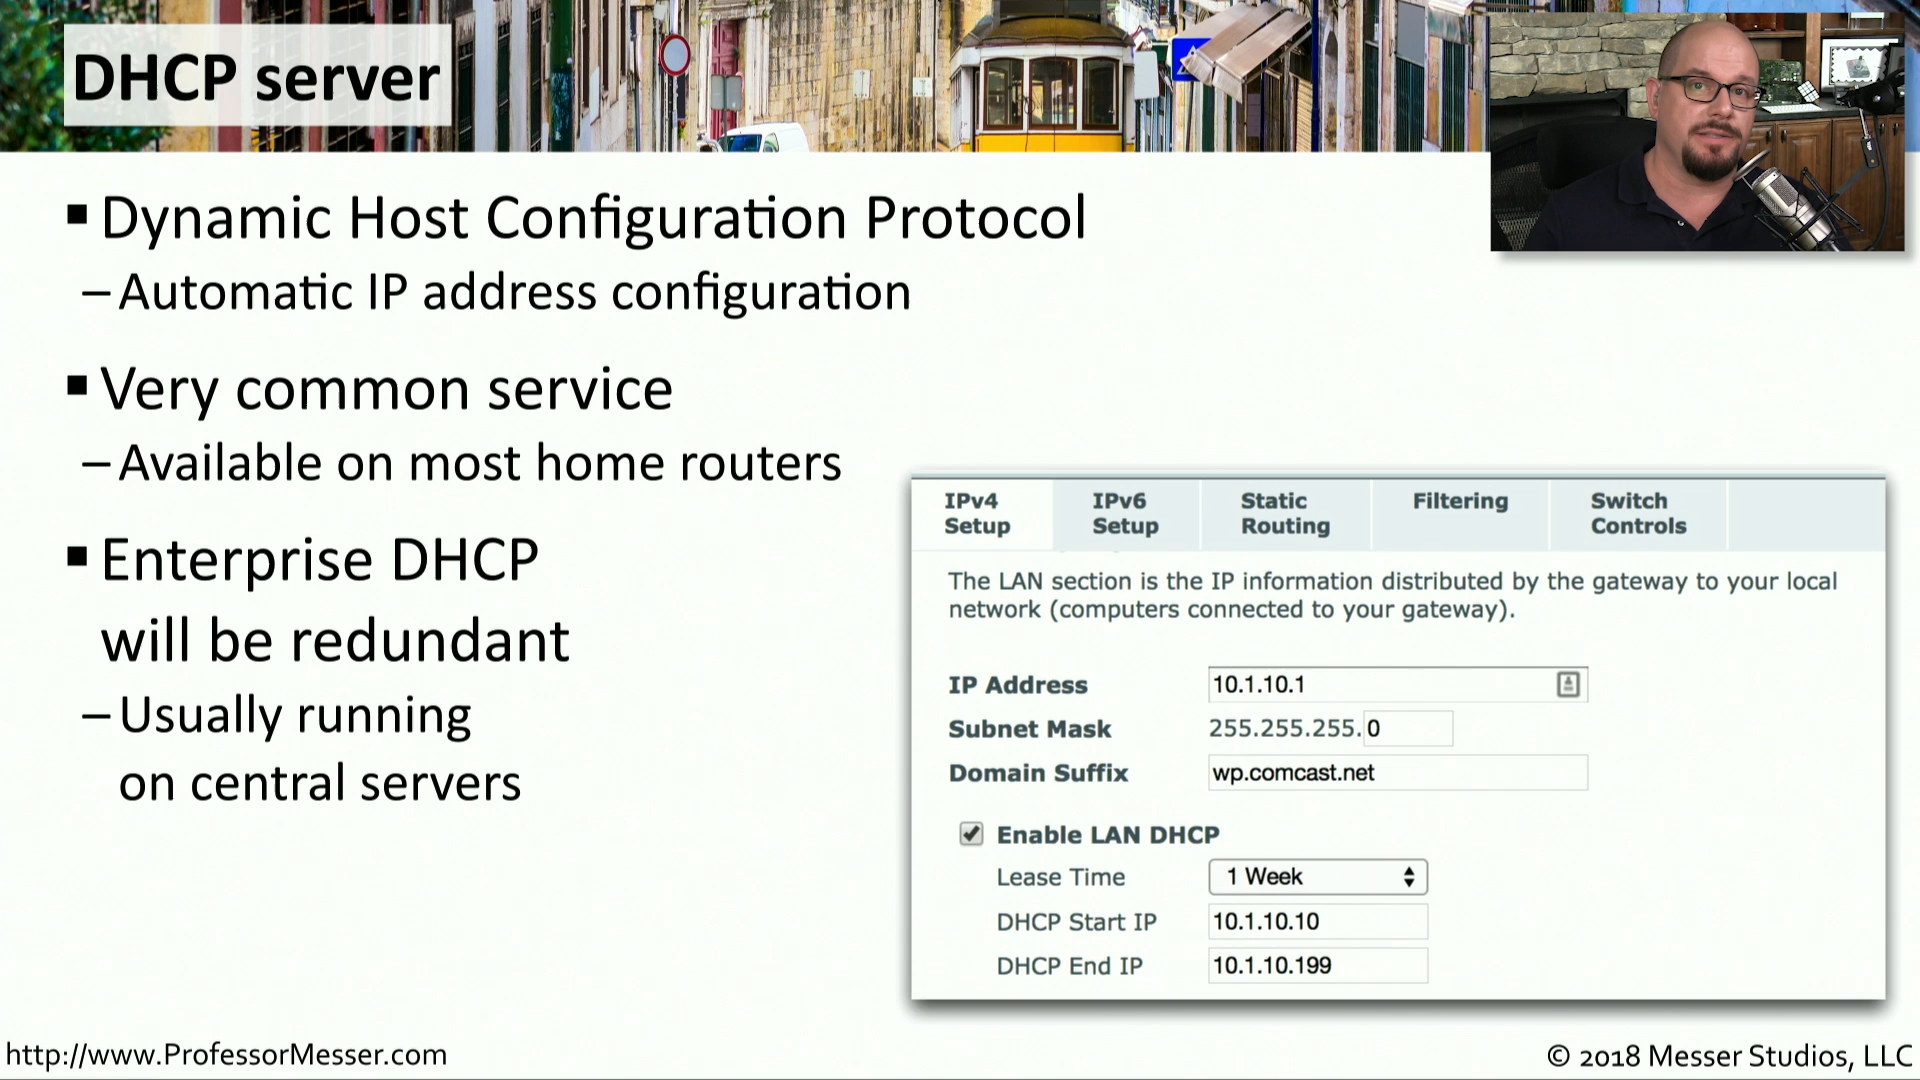 DHCP server
▪ Dynamic Host Configuration Protocol
– Automatic IP address configuration
▪ Very common service
– Available on most home routers
▪ Enterprise DHCP
will be redundant
– Usually running
on central servers
IPv4 Setup
IPv6 Setup
Static Routing
Filtering
Switch Controls
The LAN section is the IP information distributed by the gateway to your local
network (computers connected to your gateway).
IP Address 10.1.10.1
Subnet Mask 255.255.255. 0
Domain Suffix wp.comcast.net
Enable LAN DHCP
Lease Time 1 Week
DHCP Start IP 10.1.10.10
DHCP End IP 10.1.10.199
http://www.ProfessorMesser.com
© 2018 Messer Studios, LLC